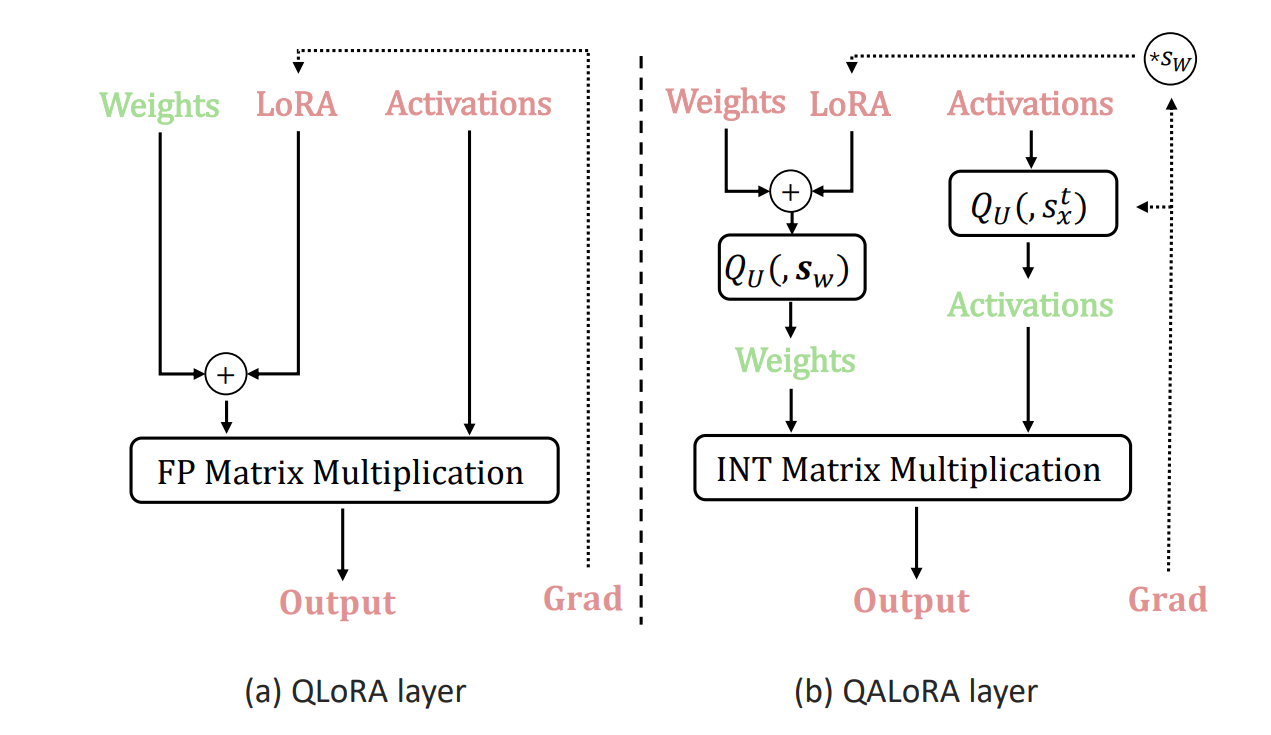 Weights LoRA Activations
+
FP Matrix Multiplication
Output Grad
(a) QLoRA layer
*s_W
Weights LoRA Activations
+
Q_U(, s_x^t)
Q_U(, s_w)
Activations
Weights
INT Matrix Multiplication
Output Grad
(b) QALoRA layer